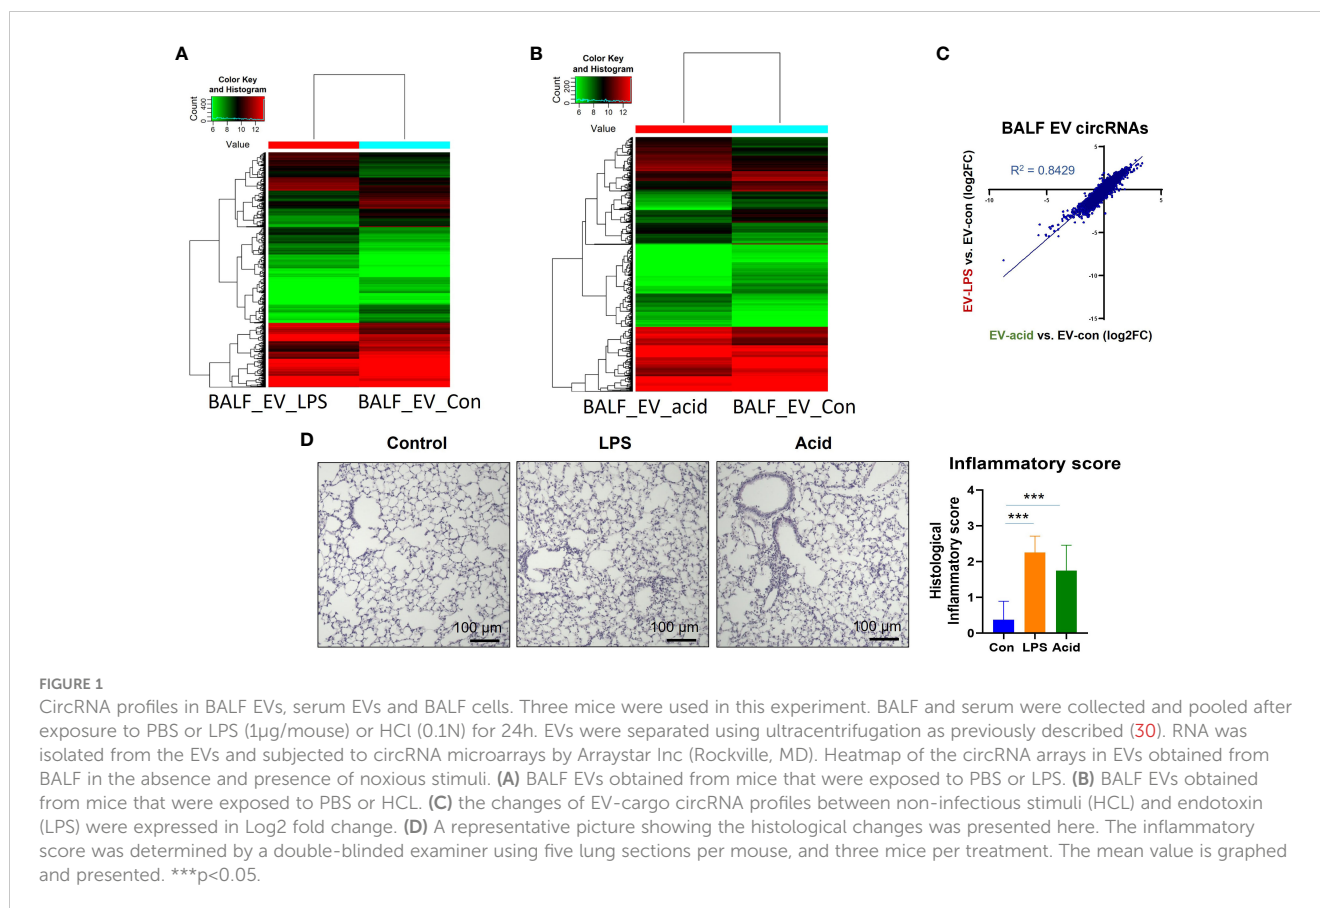 A
Color Key
and Histogram
Count
0 200 400
6 8 10 12
Value
BALF_EV_LPS BALF_EV_Con
B
Color Key
and Histogram
Count
0 200
6 8 10 12
Value
BALF_EV_acid BALF_EV_Con
C
BALF EV circRNAs
R² = 0.8429
5
-10 -5 5
-5
-10
-15
EV-LPS vs. EV-con (log2FC)
EV-acid vs. EV-con (log2FC)
D
Control LPS Acid
100 µm 100 µm 100 µm
Inflammatory score
Histological
Inflammatory score
4
3
2
1
0
***
***
Con LPS Acid
FIGURE 1
CircRNA profiles in BALF EVs, serum EVs and BALF cells. Three mice were used in this experiment. BALF and serum were collected and pooled after
exposure to PBS or LPS (1µg/mouse) or HCl (0.1N) for 24h. EVs were separated using ultracentrifugation as previously described (30). RNA was
isolated from the EVs and subjected to circRNA microarrays by Arraystar Inc (Rockville, MD). Heatmap of the circRNA arrays in EVs obtained from
BALF in the absence and presence of noxious stimuli. (A) BALF EVs obtained from mice that were exposed to PBS or LPS. (B) BALF EVs obtained
from mice that were exposed to PBS or HCL. (C) the changes of EV-cargo circRNA profiles between non-infectious stimuli (HCL) and endotoxin
(LPS) were expressed in Log2 fold change. (D) A representative picture showing the histological changes was presented here. The inflammatory
score was determined by a double-blinded examiner using five lung sections per mouse, and three mice per treatment. The mean value is graphed
and presented. ***p<0.05.